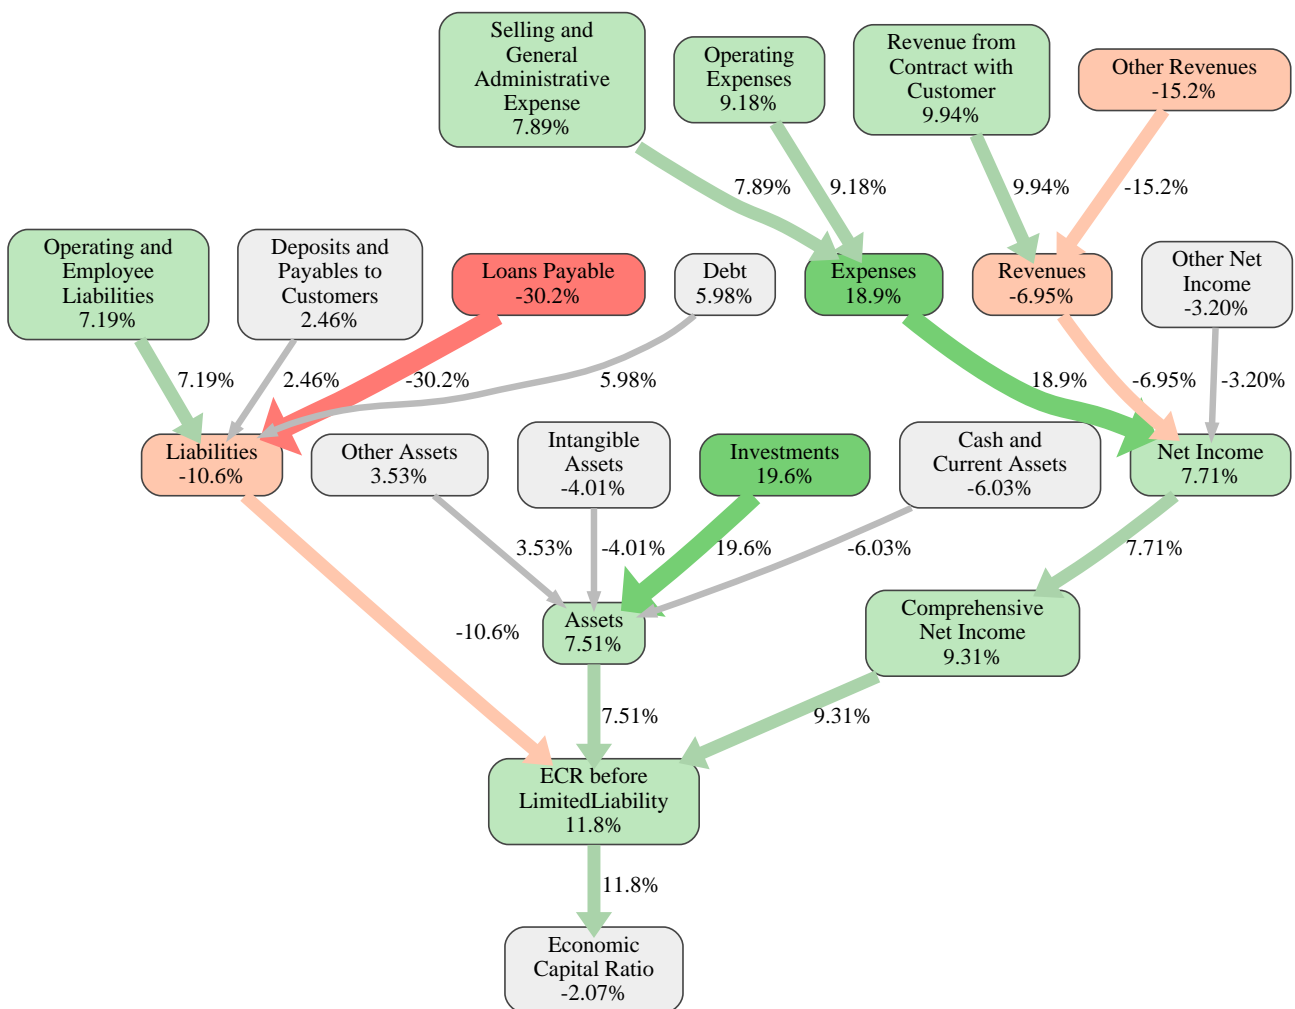 Selling and
General
Administrative
Expense
7.89%
Operating
Expenses
9.18%
Revenue from
Contract with
Customer
9.94%
Other Revenues
-15.2%
7.89%
9.18%
9.94%
-15.2%
Operating and
Employee
Liabilities
7.19%
Deposits and
Payables to
Customers
2.46%
Loans Payable
-30.2%
Debt
5.98%
Expenses
18.9%
Revenues
-6.95%
Other Net
Income
-3.20%
7.19%
2.46%
-30.2%
5.98%
18.9%
-6.95%
-3.20%
Liabilities
-10.6%
Other Assets
3.53%
Intangible
Assets
-4.01%
Investments
19.6%
Cash and
Current Assets
-6.03%
Net Income
7.71%
3.53%
-4.01%
19.6%
-6.03%
7.71%
-10.6%
Assets
7.51%
Comprehensive
Net Income
9.31%
7.51%
9.31%
ECR before
LimitedLiability
11.8%
11.8%
Economic
Capital Ratio
-2.07%